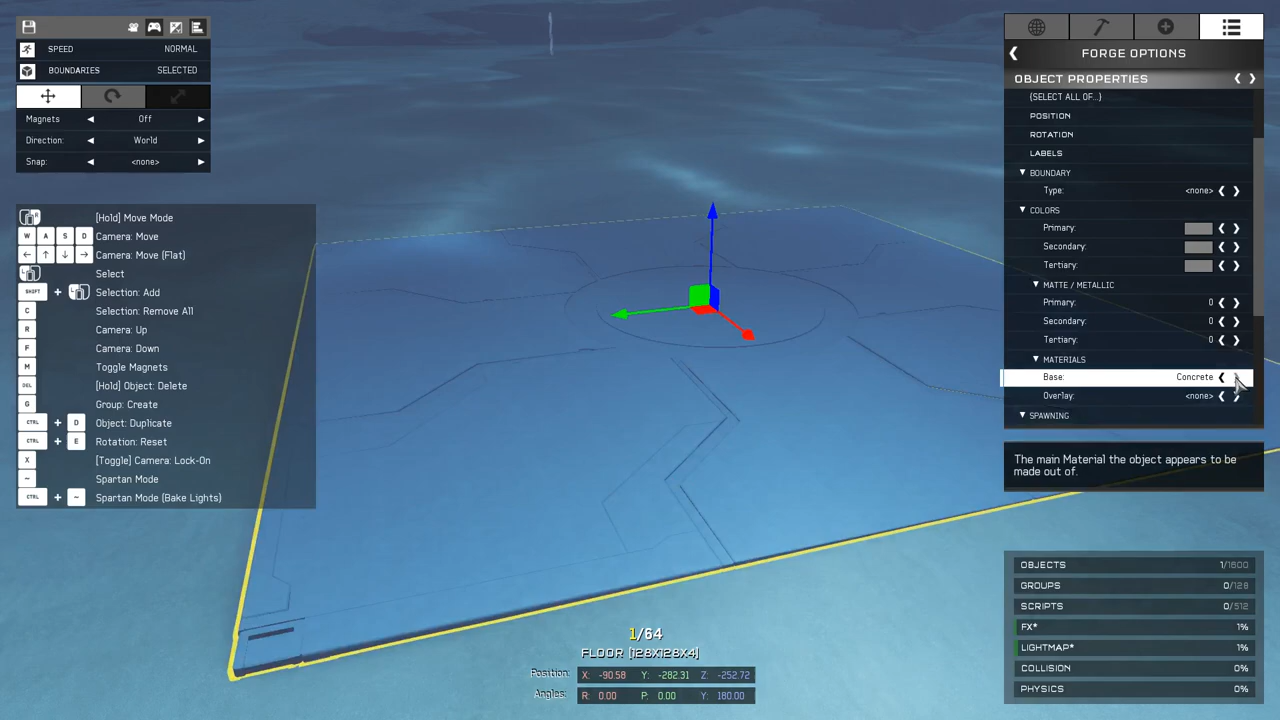 SPEED NORMAL
BOUNDARIES SELECTED
Magnets Off
Direction: World
Snap: <none>
[Hold] Move Mode
W A S D Camera: Move
← ↑ ↓ → Camera: Move (Flat)
Select
SHIFT + Selection: Add
C Selection: Remove All
R Camera: Up
F Camera: Down
M Toggle Magnets
DEL [Hold] Object: Delete
G Group: Create
CTRL + D Object: Duplicate
CTRL + E Rotation: Reset
X [Toggle] Camera: Lock-On
~ Spartan Mode
CTRL + ~ Spartan Mode (Bake Lights)
1/64
FLOOR [128X128X4]
Position: X: -90.58 Y: -282.31 Z: -252.72
Angles: R: 0.00 P: 0.00 Y: 180.00
FORGE OPTIONS
OBJECT PROPERTIES
(SELECT ALL OF...)
POSITION
ROTATION
LABELS
BOUNDARY
Type: <none>
COLORS
Primary:
Secondary:
Tertiary:
MATTE / METALLIC
Primary: 0
Secondary: 0
Tertiary: 0
MATERIALS
Base: Concrete
Overlay: <none>
SPAWNING
The main Material the object appears to be
made out of.
OBJECTS 1/1600
GROUPS 0/128
SCRIPTS 0/512
FX* 1%
LIGHTMAP* 1%
COLLISION 0%
PHYSICS 0%